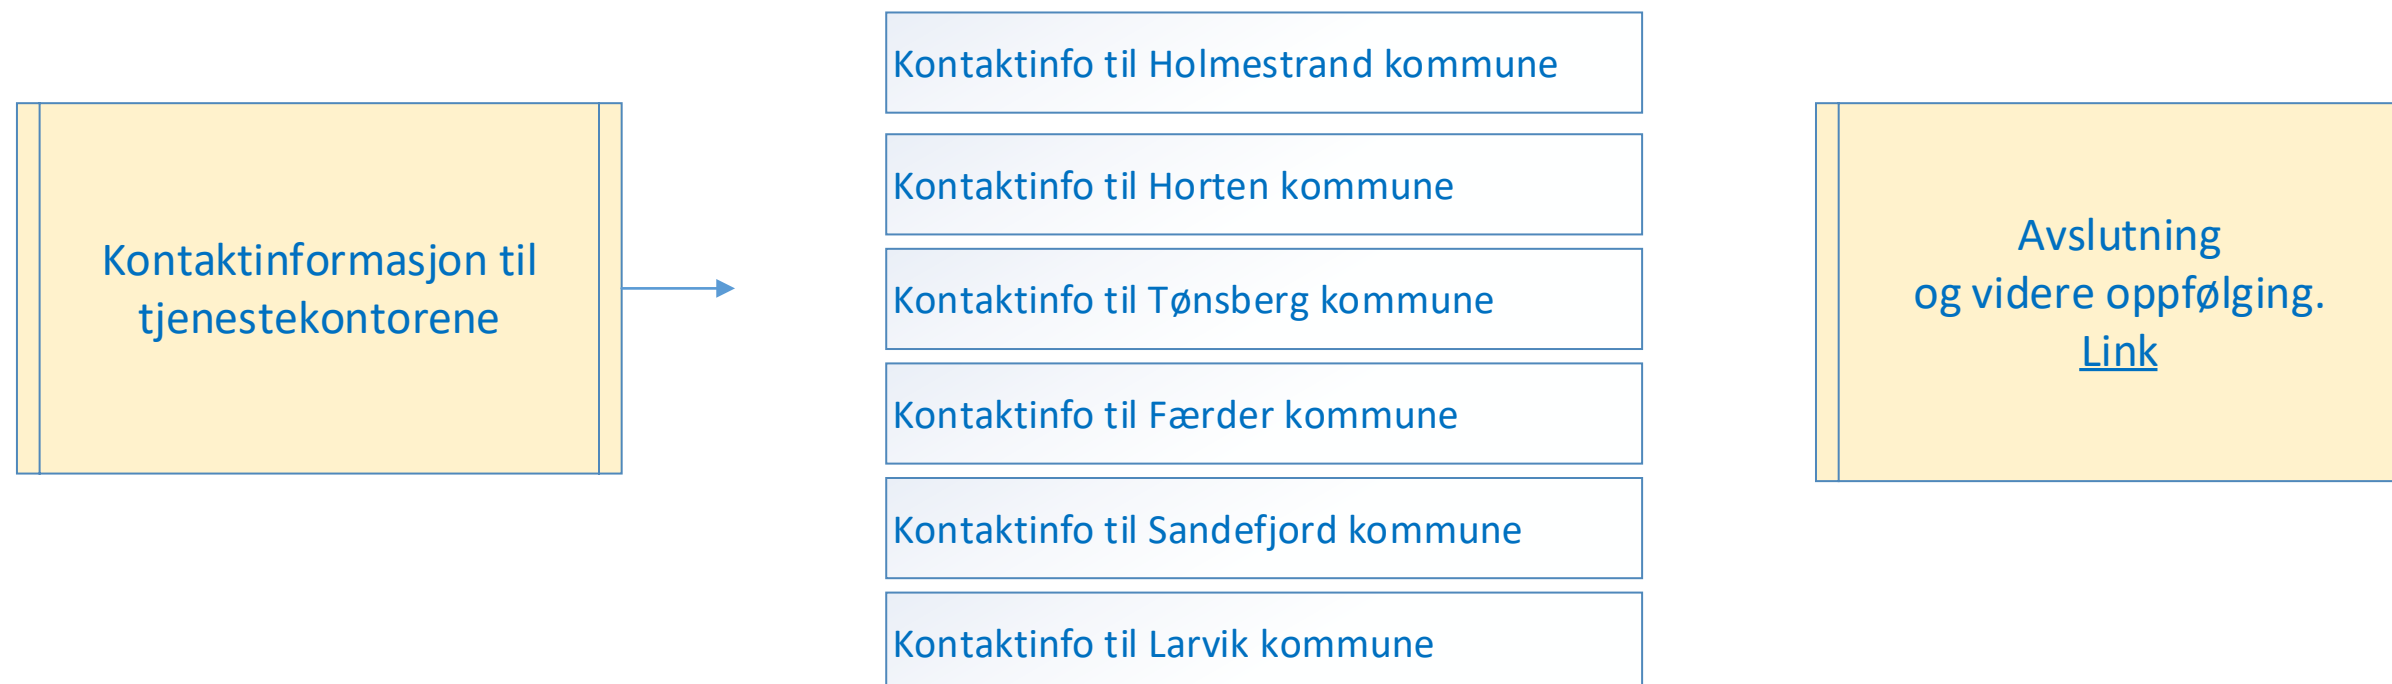 Kontaktinformasjon til
tjenestekontorene
Kontaktinfo til Holmestrand kommune
Kontaktinfo til Horten kommune
Kontaktinfo til Tønsberg kommune
Kontaktinfo til Færder kommune
Kontaktinfo til Sandefjord kommune
Kontaktinfo til Larvik kommune
Avslutning
og videre oppfølging.
Link